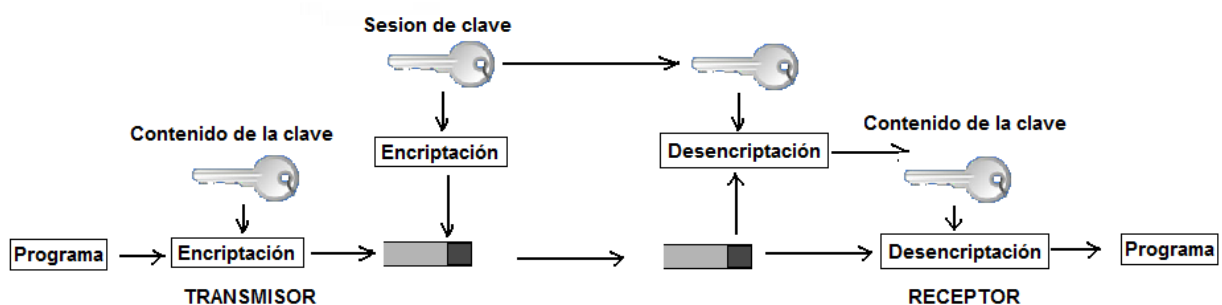 Sesion de clave
Contenido de la clave
Encriptación
Desencriptación
Contenido de la clave
Programa
Encriptación
Desencriptación
Programa
TRANSMISOR
RECEPTOR